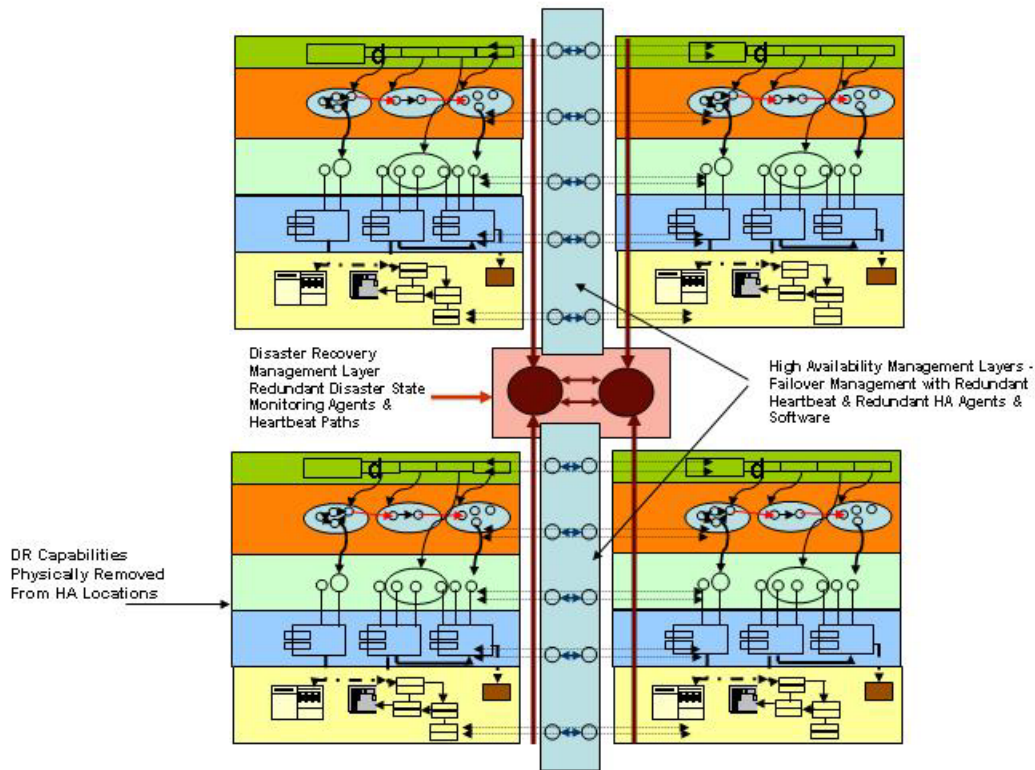 d
d
Disaster Recovery
Management Layer
Redundant Disaster State
Monitoring Agents &
Heartbeat Paths
High Availability Management Layers -
Failover Management with Redundant
Heartbeat & Redundant HA Agents &
Software
d
d
DR Capabilities
Physically Removed
From HA Locations